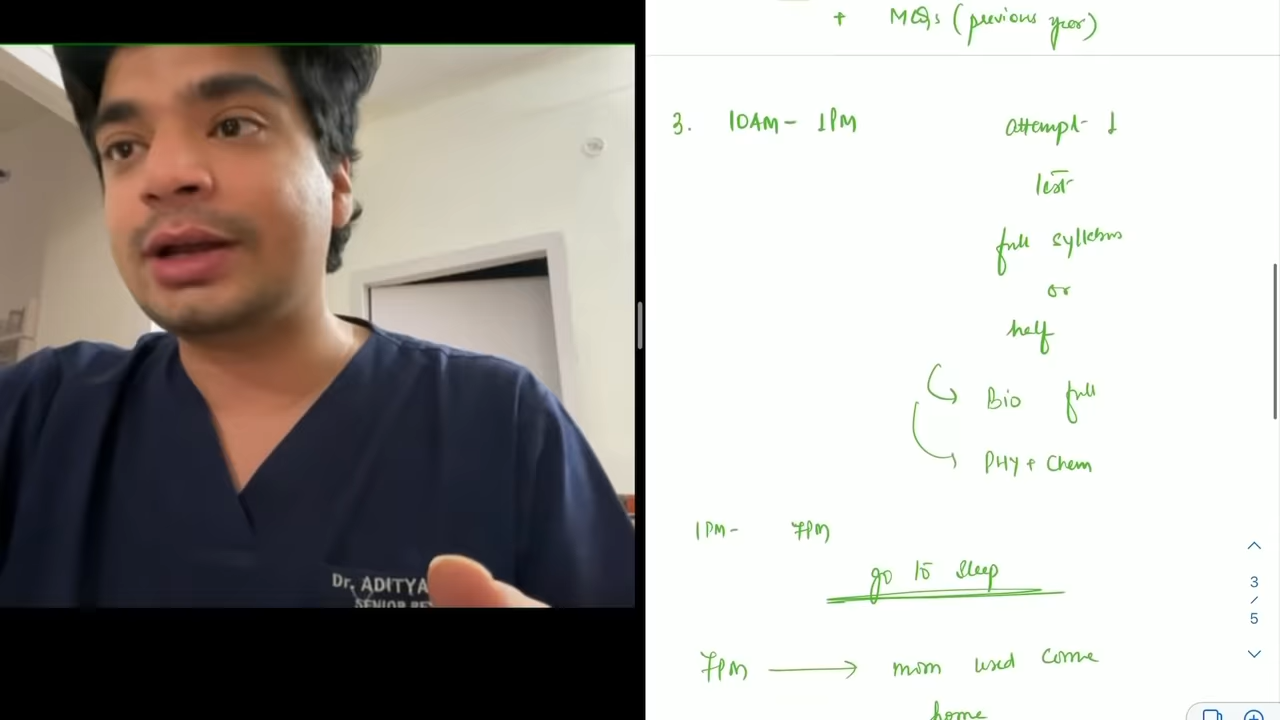 Dr. ADITYA
SENIOR RE
+ MCQs (previous year)
3. 10AM - 1PM attempt 1
test
full syllabus
or
half
Bio full
PHY + Chem
1PM - 7PM
go to sleep
7PM → mom used come
home
3
/
5